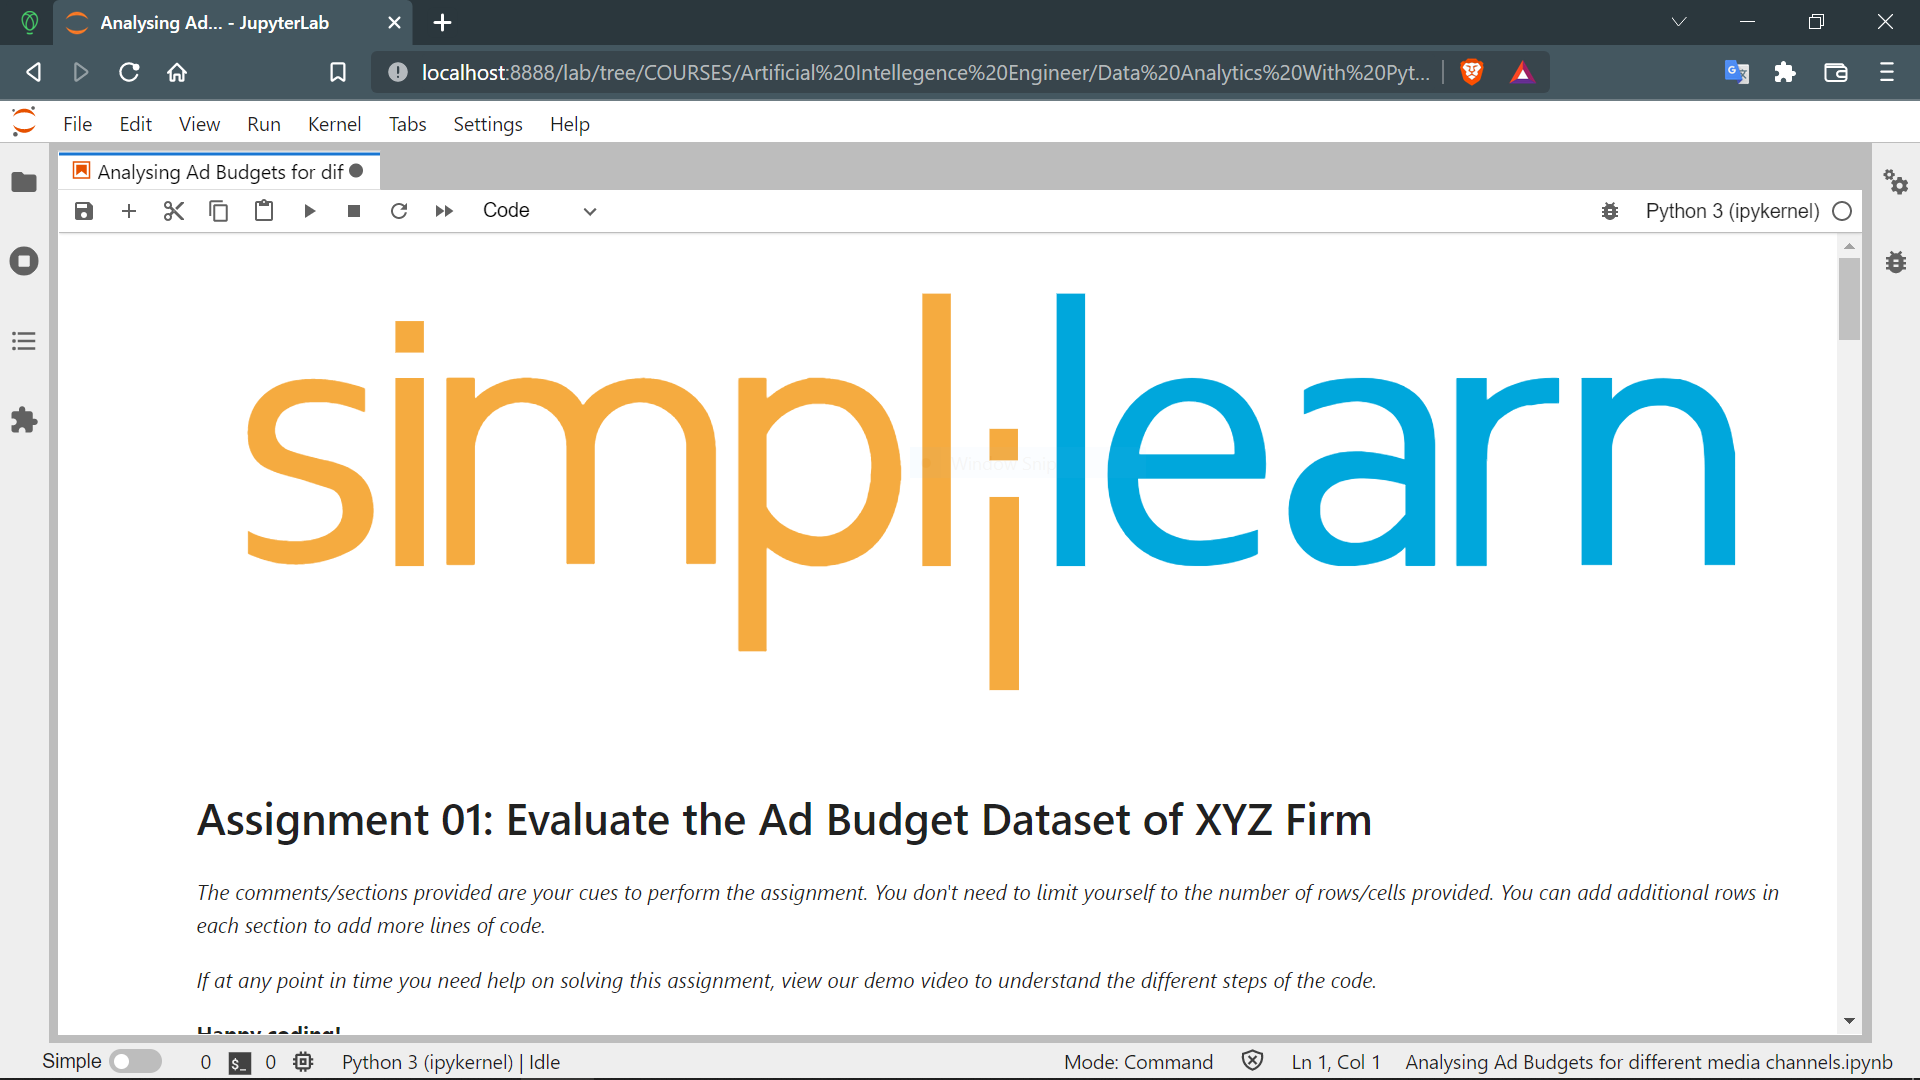 Analysing Ad... - JupyterLab
localhost:8888/lab/tree/COURSES/Artificial%20Intellegence%20Engineer/Data%20Analytics%20With%20Pyt...
File Edit View Run Kernel Tabs Settings Help
Analysing Ad Budgets for dif
Code
Python 3 (ipykernel)
simplilearn
Window Snip
Assignment 01: Evaluate the Ad Budget Dataset of XYZ Firm
The comments/sections provided are your cues to perform the assignment. You don't need to limit yourself to the number of rows/cells provided. You can add additional rows in
each section to add more lines of code.
If at any point in time you need help on solving this assignment, view our demo video to understand the different steps of the code.
Happy coding!
Simple 0 $_ 0 Python 3 (ipykernel) | Idle Mode: Command Ln 1, Col 1 Analysing Ad Budgets for different media channels.ipynb